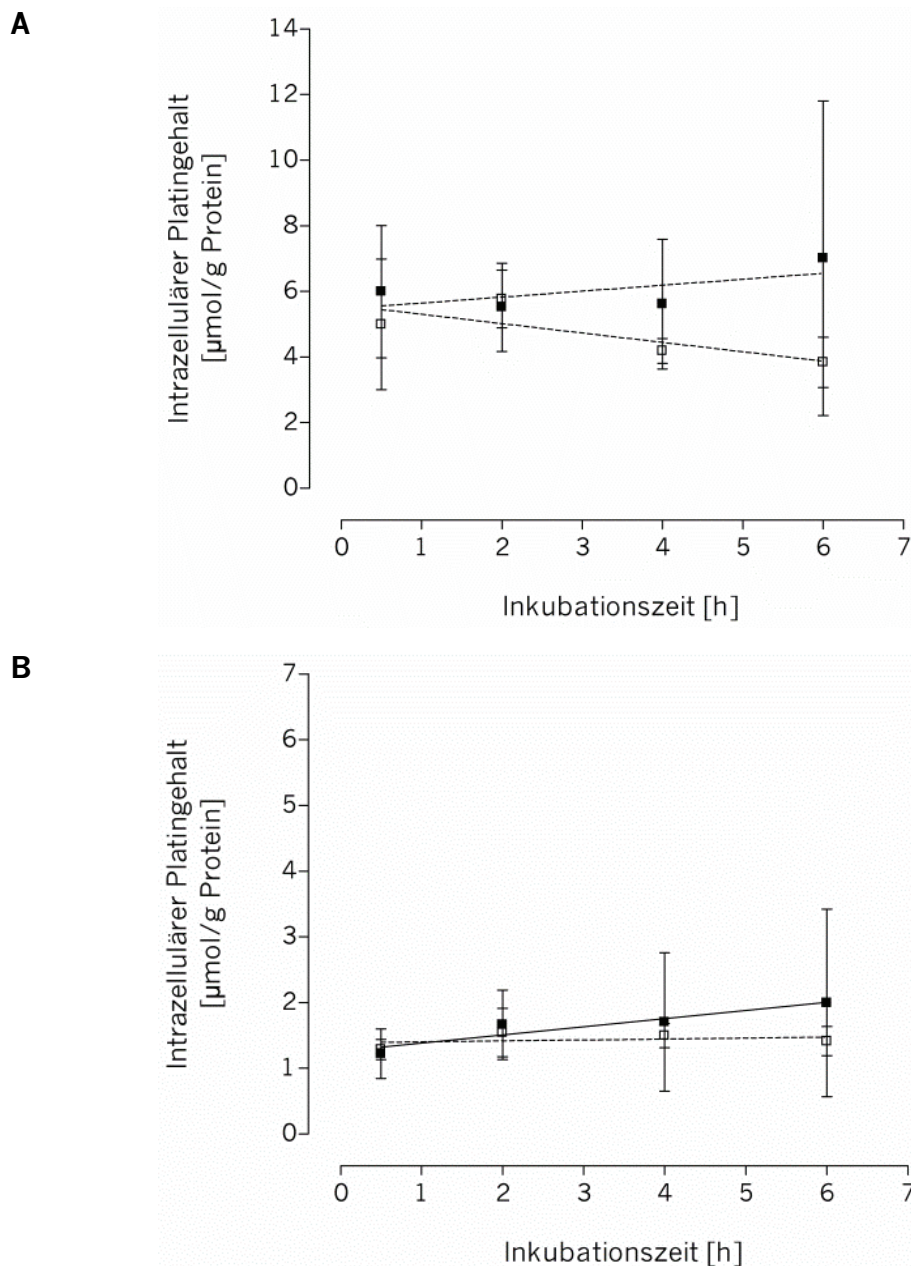 A
14
12
10
8
6
4
2
0
Intrazellulärer Platingehalt
[µmol/g Protein]
0 1 2 3 4 5 6 7
Inkubationszeit [h]
B
7
6
5
4
3
2
1
0
Intrazellulärer Platingehalt
[µmol/g Protein]
0 1 2 3 4 5 6 7
Inkubationszeit [h]